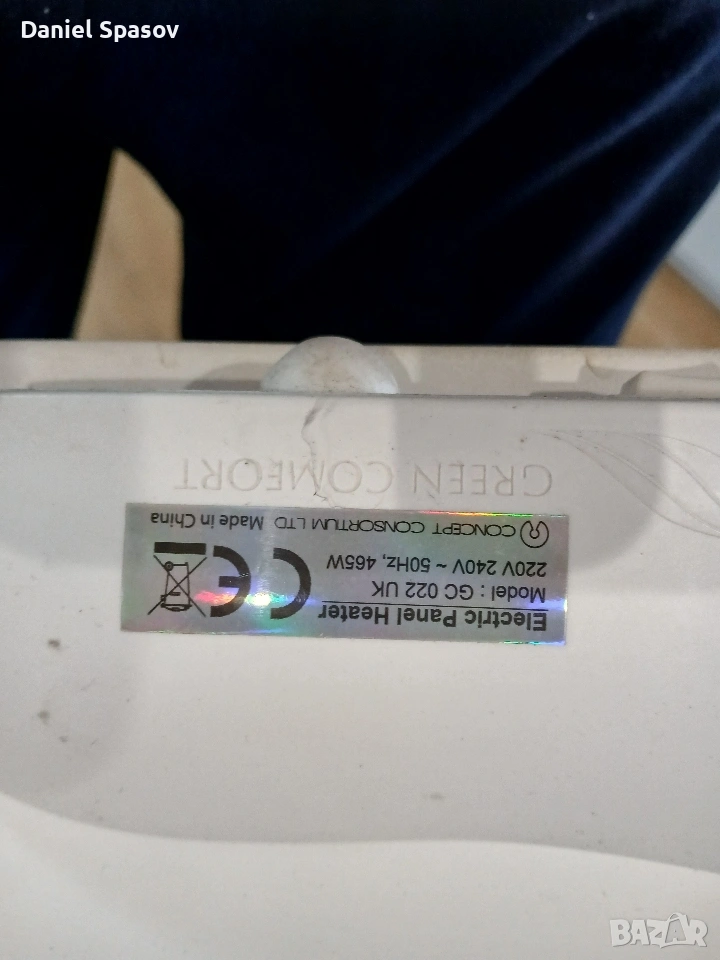 Daniel Spasov
GREEN COMFORT
Electric Panel Heater
Model : GC 022 UK
220V 240V ~ 50Hz, 465W
CONCEPT CONSORTIUM LTD Made in China
CE
BAZAR